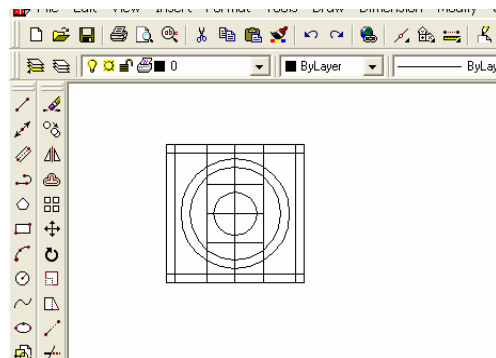 File Edit View Insert Format Tools Draw Dimension Modify
0 ByLayer ByLay